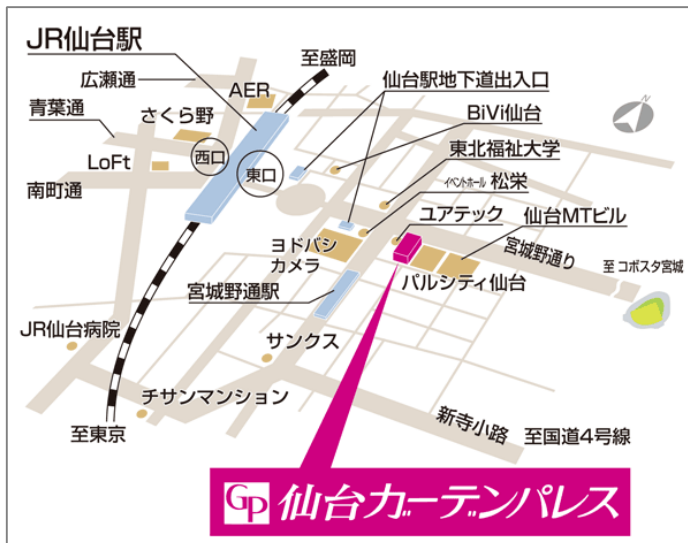 JR仙台駅
至盛岡
広瀬通
AER
仙台駅地下道出入口
N
青葉通
さくら野
BiVi仙台
LoFt
西口
東口
東北福祉大学
南町通
イベントホール 松栄
ユアテック
仙台MTビル
ヨドバシ
カメラ
宮城野通り
至 コボスタ宮城
パルシティ仙台
宮城野通駅
JR仙台病院
サンクス
チサンマンション
新寺小路
至東京
至国道4号線
GP 仙台ガーデンパレス